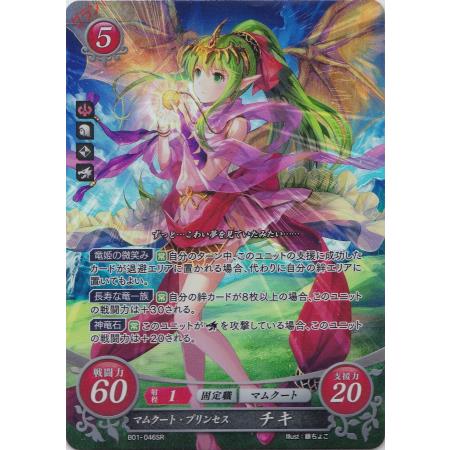 5
ずっと…こわい夢を見ていたみたい……
竜姫の微笑み 常 自分のターン中、このユニットの支援に成功した
カードが退避エリアに置かれる場合、代わりに自分の絆エリアに
置いてもよい。
長寿な竜一族 常 自分の絆カードが8枚以上の場合、このユニット
の戦闘力は+30される。
神竜石 常 このユニットが を攻撃している場合、このユニットの
戦闘力は+20される。
戦闘力
60
射程 1
固定職
マムクート
支援力
20
マムクート・プリンセス チキ
B01-046SR
Illust:藤ちょこ